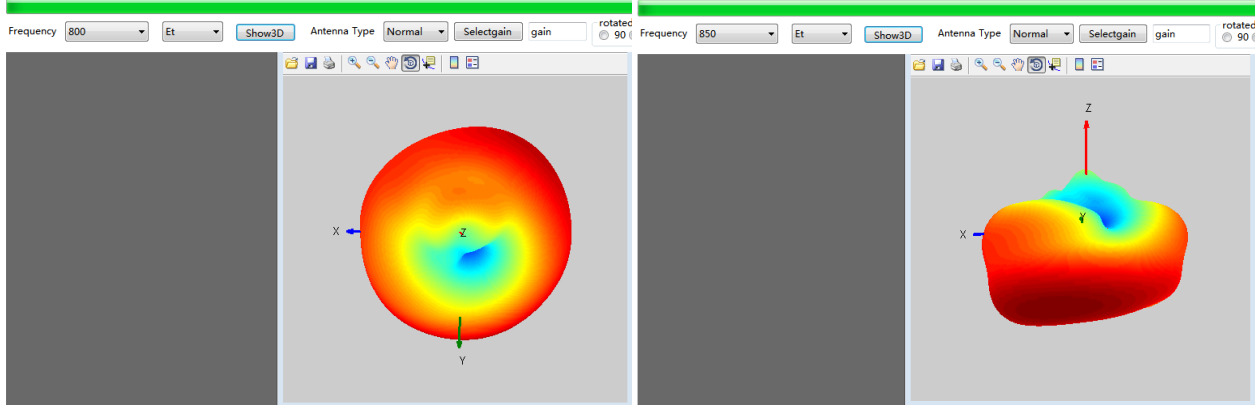 Frequency 800 Et Show3D Antenna Type Normal Selectgain gain rotated 90
X Z
Y
Frequency 850 Et Show3D Antenna Type Normal Selectgain gain rotated 90
Z
Y
X